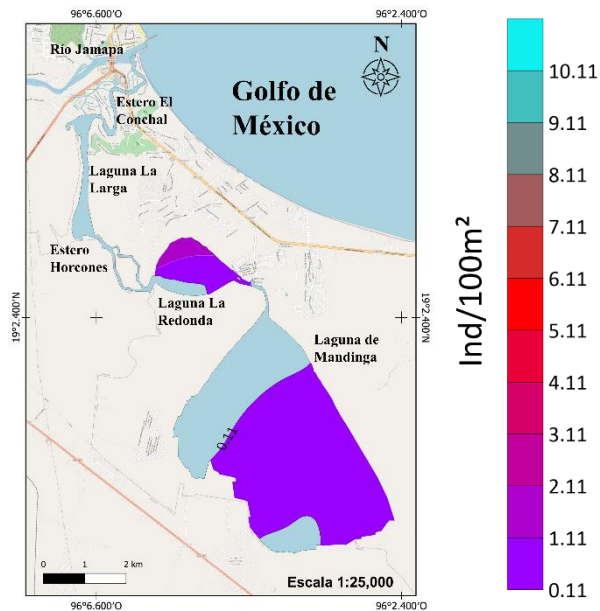 96°6.600'O
96°2.400'O
Río Jamapa
N
Estero El
Conchal
Golfo de
México
Laguna La
Larga
Estero
Horcones
Laguna La
Redonda
19°2.400'N
19°2.400'N
Laguna de
Mandinga
0.11
0
1
2 km
Escala 1:25,000
96°6.600'O
96°2.400'O
Ind/100m²
10.11
9.11
8.11
7.11
6.11
5.11
4.11
3.11
2.11
1.11
0.11